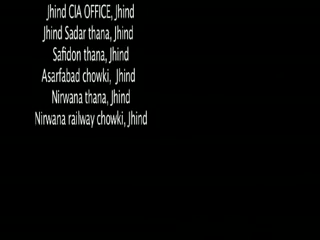 Jhind CIA OFFICE, Jhind
Jhind Sadar thana, Jhind
Safidon thana, Jhind
Asarfabad chowki, Jhind
Nirwana thana, Jhind
Nirwana railway chowki, Jhind